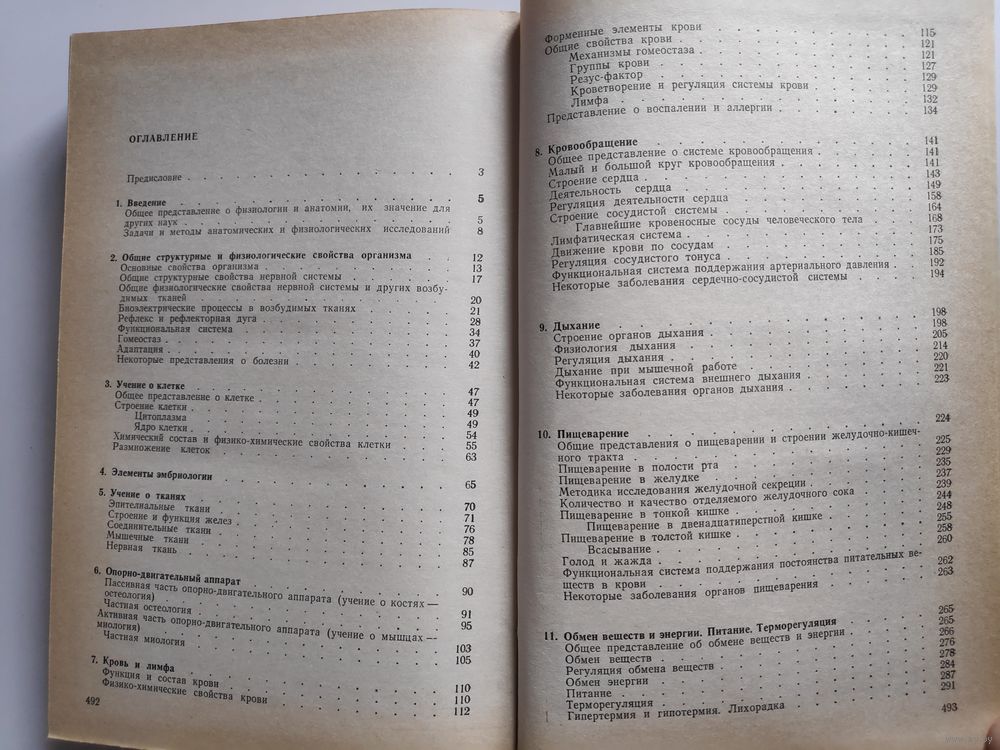 ОГЛАВЛЕНИЕ
Предисловие . . . . . . . . . . 3
1. Введение . . . . . . . . . . 5
Общее представление о физиологии и анатомии, их значение для
других наук . . . . . . . . . . 5
Задачи и методы анатомических и физиологических исследований 8
2. Общие структурные и физиологические свойства организма 12
Основные свойства организма . . . . . . 13
Общие структурные свойства нервной системы . . . . 17
Общие физиологические свойства нервной системы и других возбу-
димых тканей . . . . . . . . . 20
Биоэлектрические процессы в возбудимых тканях . . . 21
Рефлекс и рефлекторная дуга . . . . . . 28
Функциональная система . . . . . . . 34
Гомеостаз . . . . . . . . . . 37
Адаптация . . . . . . . . . . 40
Некоторые представления о болезни . . . . . 42
3. Учение о клетке . . . . . . . . 47
Общее представление о клетке . . . . . . 47
Строение клетки . . . . . . . . . 49
Цитоплазма . . . . . . . . . 49
Ядро клетки . . . . . . . . . 54
Химический состав и физико-химические свойства клетки . . 55
Размножение клеток . . . . . . . . 63
4. Элементы эмбриологии . . . . . . . 65
5. Учение о тканях . . . . . . . . 70
Эпителиальные ткани . . . . . . . . 71
Строение и функция желез . . . . . . . 76
Соединительные ткани . . . . . . . . 78
Мышечные ткани . . . . . . . . . 85
Нервная ткань . . . . . . . . . 87
6. Опорно-двигательный аппарат . . . . . . 90
Пассивная часть опорно-двигательного аппарата (учение о костях —
остеология) . . . . . . . . . . 91
Частная остеология . . . . . . . . 95
Активная часть опорно-двигательного аппарата (учение о мышцах —
миология) . . . . . . . . . . 103
Частная миология . . . . . . . . 105
7. Кровь и лимфа . . . . . . . . 110
Функция и состав крови . . . . . . . 110
Физико-химические свойства крови . . . . . 112
492
Форменные элементы крови . . . . . . . 115
Общие свойства крови . . . . . . . . 121
Механизмы гомеостаза . . . . . . . 121
Группы крови . . . . . . . . . 127
Резус-фактор . . . . . . . . . 129
Кроветворение и регуляция системы крови . . . . 129
Лимфа . . . . . . . . . . 132
Представление о воспалении и аллергии . . . . . 134
8. Кровообращение . . . . . . . . 141
Общее представление о системе кровообращения . . . . 141
Малый и большой круг кровообращения . . . . . 141
Строение сердца . . . . . . . . . 143
Деятельность сердца . . . . . . . . 149
Регуляция деятельности сердца . . . . . . 158
Строение сосудистой системы . . . . . . . 164
Главнейшие кровеносные сосуды человеческого тела . . 168
Лимфатическая система . . . . . . . . 173
Движение крови по сосудам . . . . . . . 175
Регуляция сосудистого тонуса . . . . . . 185
Функциональная система поддержания артериального давления . 192
Некоторые заболевания сердечно-сосудистой системы . . 194
9. Дыхание . . . . . . . . . . 198
Строение органов дыхания . . . . . . . 198
Физиология дыхания . . . . . . . . 205
Регуляция дыхания . . . . . . . . 214
Дыхание при мышечной работе . . . . . . 220
Функциональная система внешнего дыхания . . . . 221
Некоторые заболевания органов дыхания . . . . . 223
10. Пищеварение . . . . . . . . . 224
Общие представления о пищеварении и строении желудочно-кишеч-
ного тракта . . . . . . . . . . 225
Пищеварение в полости рта . . . . . . . 229
Пищеварение в желудке . . . . . . . . 235
Методика исследования желудочной секреции . . . . 237
Количество и качество отделяемого желудочного сока . . 239
Пищеварение в тонкой кишке . . . . . . . 244
Пищеварение в двенадцатиперстной кишке . . . . 248
Пищеварение в толстой кишке . . . . . . 255
Всасывание . . . . . . . . . 258
Голод и жажда . . . . . . . . . 260
Функциональная система поддержания постоянства питательных ве-
ществ в крови . . . . . . . . . 262
Некоторые заболевания органов пищеварения . . . . 263
11. Обмен веществ и энергии. Питание. Терморегуляция 265
Общее представление об обмене веществ и энергии . . . 265
Обмен веществ . . . . . . . . . 266
Регуляция обмена веществ . . . . . . . 276
Обмен энергии . . . . . . . . . 278
Питание . . . . . . . . . . 284
Терморегуляция . . . . . . . . . 287
Гипертермия и гипотермия. Лихорадка . . . . . 291
493